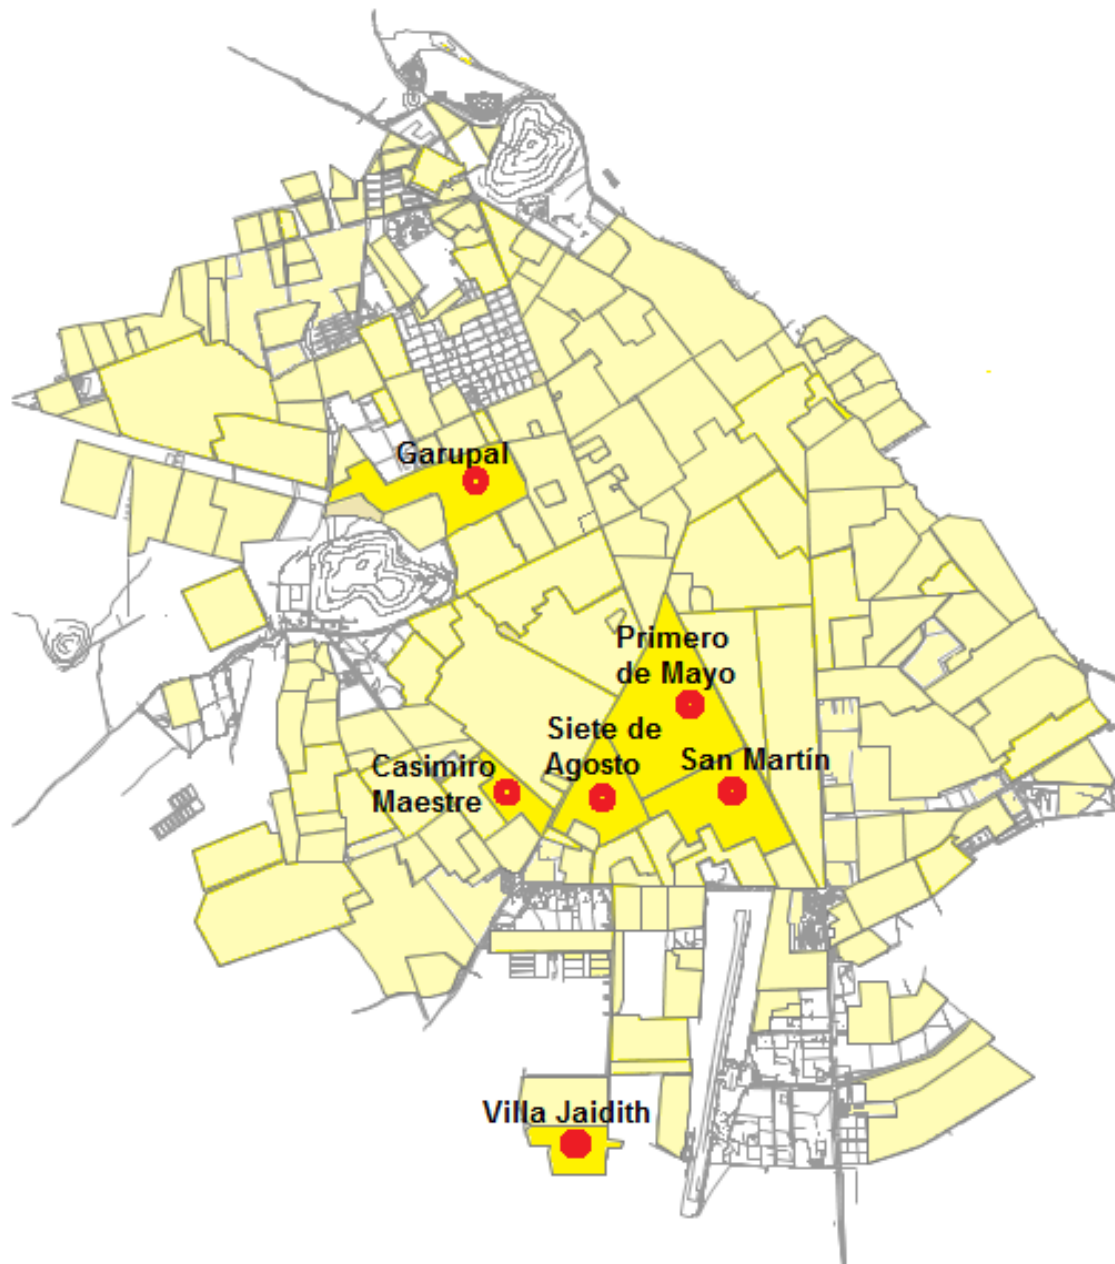 Garupal
Primero
de Mayo
Siete de
Agosto
San Martín
Casimiro
Maestre
Villa Jaidith